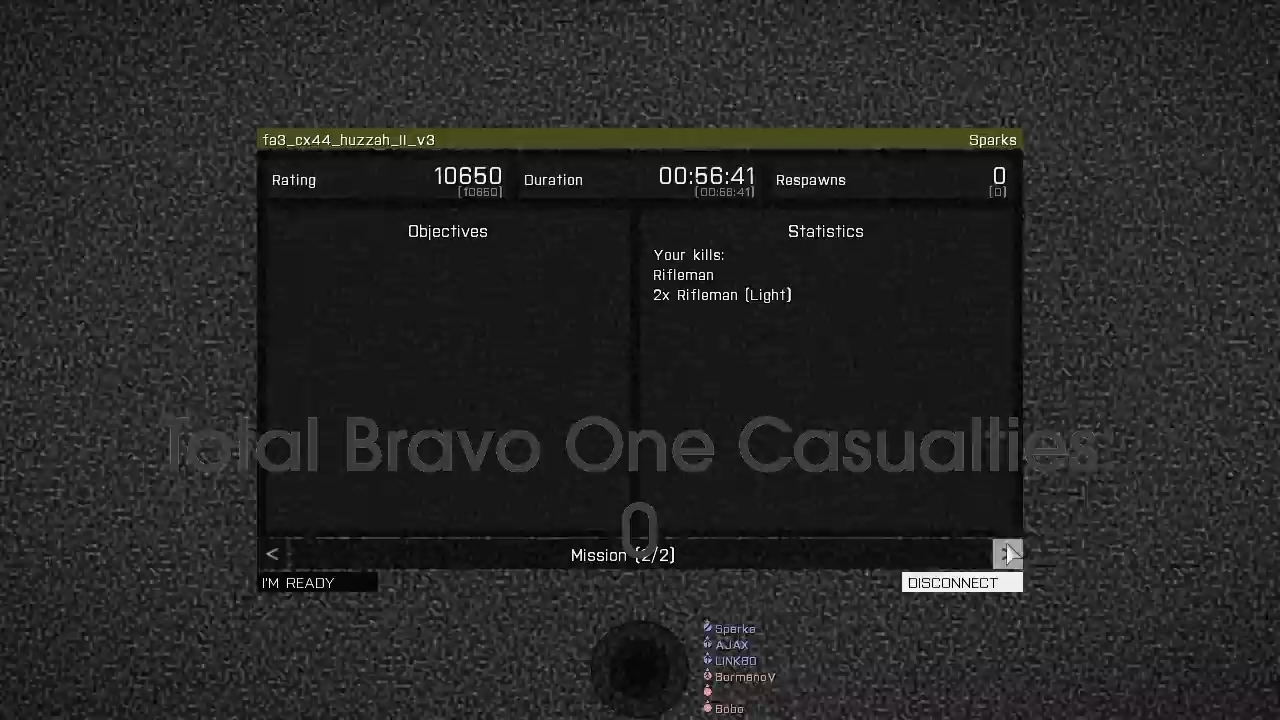 fa3_cx44_huzzah_II_v3 Sparks
Rating 10650 Duration 00:56:41 Respawns 0
(10650) (00:56:41) (0)
Objectives Statistics
Your kills:
Rifleman
2x Rifleman (Light)
Total Bravo One Casualties
0
< Mission (2/2)
I'M READY DISCONNECT
Sparks
AJAX
LINK80
BormanoV
Bobo